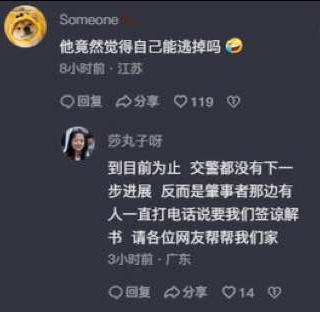 Someone
他竟然觉得自己能逃掉吗🤣
8小时前 · 江苏
回复 分享 119
莎丸子呀
到目前为止 交警都没有下一
步进展 反而是肇事者那边有
人一直打电话说要我们签谅解
书 请各位网友帮帮我们家
3小时前 · 广东
回复 分享 14